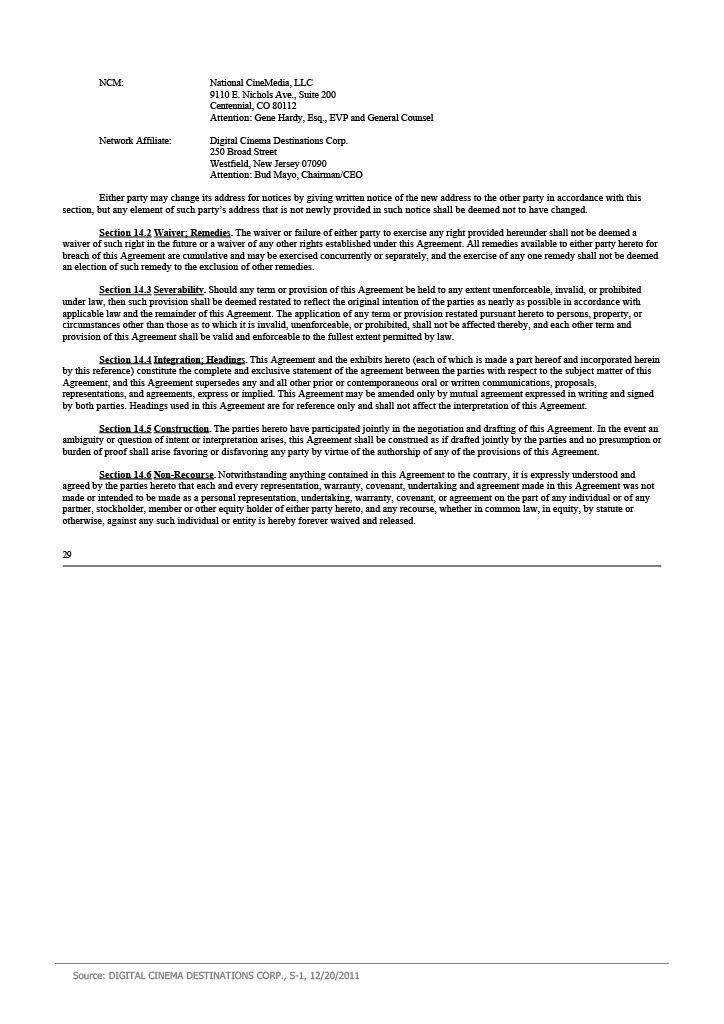 NCM: National CineMedia, LLC
9110 E. Nichols Ave., Suite 200
Centennial, CO 80112
Attention: Gene Hardy, Esq., EVP and General Counsel
Network Affiliate: Digital Cinema Destinations Corp.
250 Broad Street
Westfield, New Jersey 07090
Attention: Bud Mayo, Chairman/CEO
Either party may change its address for notices by giving written notice of the new address to the other party in accordance with this
section, but any element of such party’s address that is not newly provided in such notice shall be deemed not to have changed.
Section 14.2 Waiver; Remedies. The waiver or failure of either party to exercise any right provided hereunder shall not be deemed a
waiver of such right in the future or a waiver of any other rights established under this Agreement. All remedies available to either party hereto for
breach of this Agreement are cumulative and may be exercised concurrently or separately, and the exercise of any one remedy shall not be deemed
an election of such remedy to the exclusion of other remedies.
Section 14.3 Severability. Should any term or provision of this Agreement be held to any extent unenforceable, invalid, or prohibited
under law, then such provision shall be deemed restated to reflect the original intention of the parties as nearly as possible in accordance with
applicable law and the remainder of this Agreement. The application of any term or provision restated pursuant hereto to persons, property, or
circumstances other than those as to which it is invalid, unenforceable, or prohibited, shall not be affected thereby, and each other term and
provision of this Agreement shall be valid and enforceable to the fullest extent permitted by law.
Section 14.4 Integration; Headings. This Agreement and the exhibits hereto (each of which is made a part hereof and incorporated herein
by this reference) constitute the complete and exclusive statement of the agreement between the parties with respect to the subject matter of this
Agreement, and this Agreement supersedes any and all other prior or contemporaneous oral or written communications, proposals,
representations, and agreements, express or implied. This Agreement may be amended only by mutual agreement expressed in writing and signed
by both parties. Headings used in this Agreement are for reference only and shall not affect the interpretation of this Agreement.
Section 14.5 Construction. The parties hereto have participated jointly in the negotiation and drafting of this Agreement. In the event an
ambiguity or question of intent or interpretation arises, this Agreement shall be construed as if drafted jointly by the parties and no presumption or
burden of proof shall arise favoring or disfavoring any party by virtue of the authorship of any of the provisions of this Agreement.
Section 14.6 Non-Recourse. Notwithstanding anything contained in this Agreement to the contrary, it is expressly understood and
agreed by the parties hereto that each and every representation, warranty, covenant, undertaking and agreement made in this Agreement was not
made or intended to be made as a personal representation, undertaking, warranty, covenant, or agreement on the part of any individual or of any
partner, stockholder, member or other equity holder of either party hereto, and any recourse, whether in common law, in equity, by statute or
otherwise, against any such individual or entity is hereby forever waived and released.
29
Source: DIGITAL CINEMA DESTINATIONS CORP., S-1, 12/20/2011